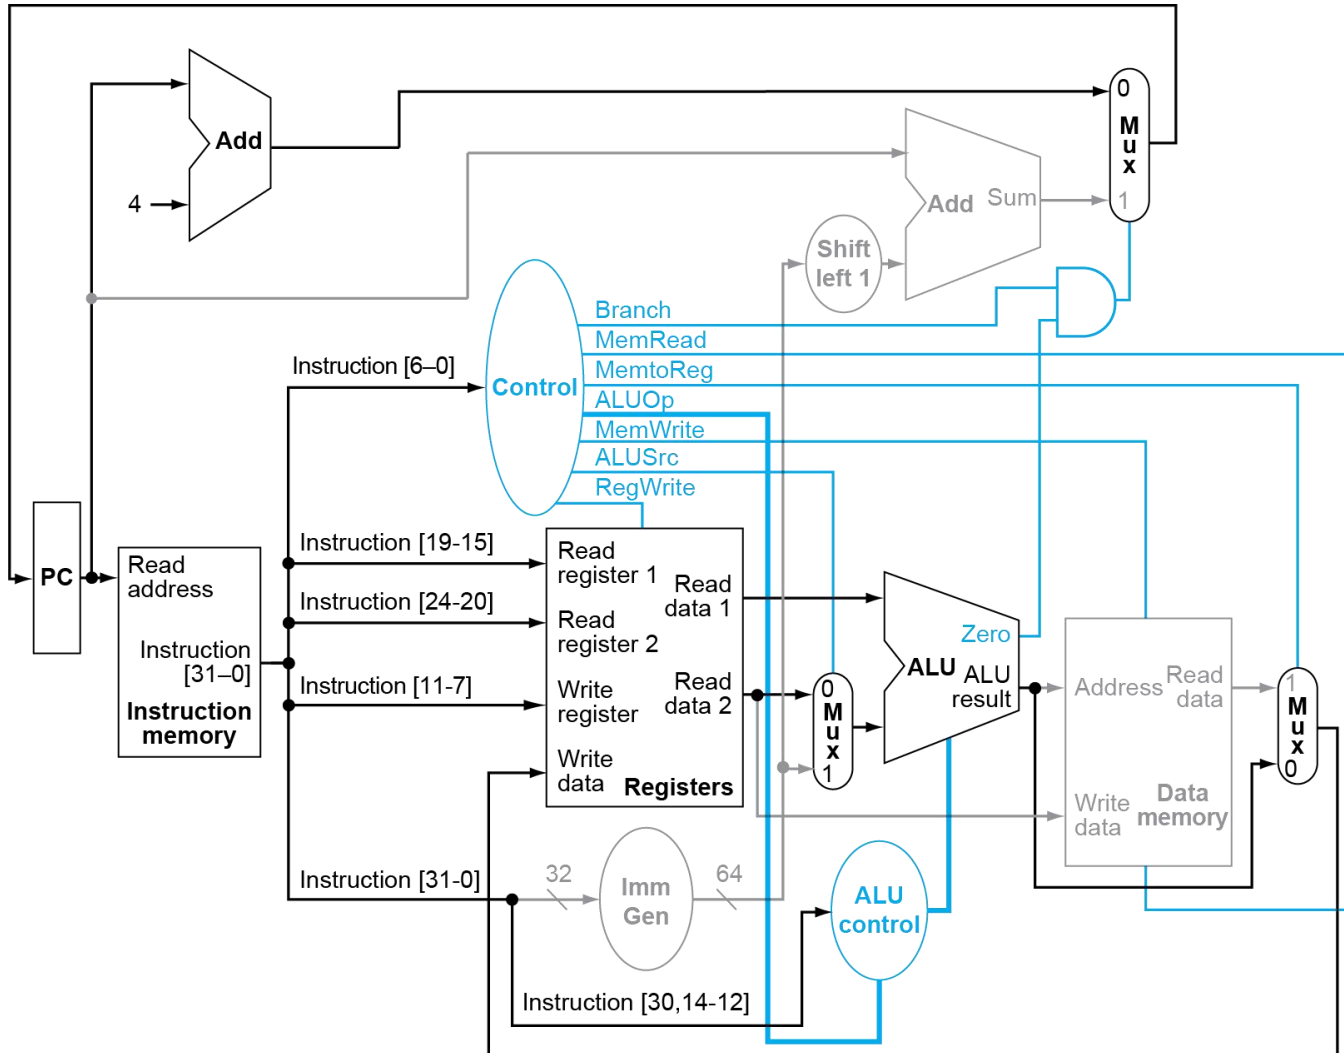 0
M
u
x
1
Add
4
Add Sum
Shift
left 1
Branch
MemRead
MemtoReg
ALUOp
MemWrite
ALUSrc
RegWrite
Control
Instruction [6–0]
PC
Read
address
Instruction
[31–0]
Instruction
memory
Instruction [19-15]
Instruction [24-20]
Instruction [11-7]
Instruction [31-0]
Read
register 1
Read
register 2
Write
register
Write
data
Read
data 1
Read
data 2
Registers
0
M
u
x
1
Zero
ALU
ALU
result
Address
Read
data
Write
data
Data
memory
1
M
u
x
0
32
Imm
Gen
64
ALU
control
Instruction [30,14-12]